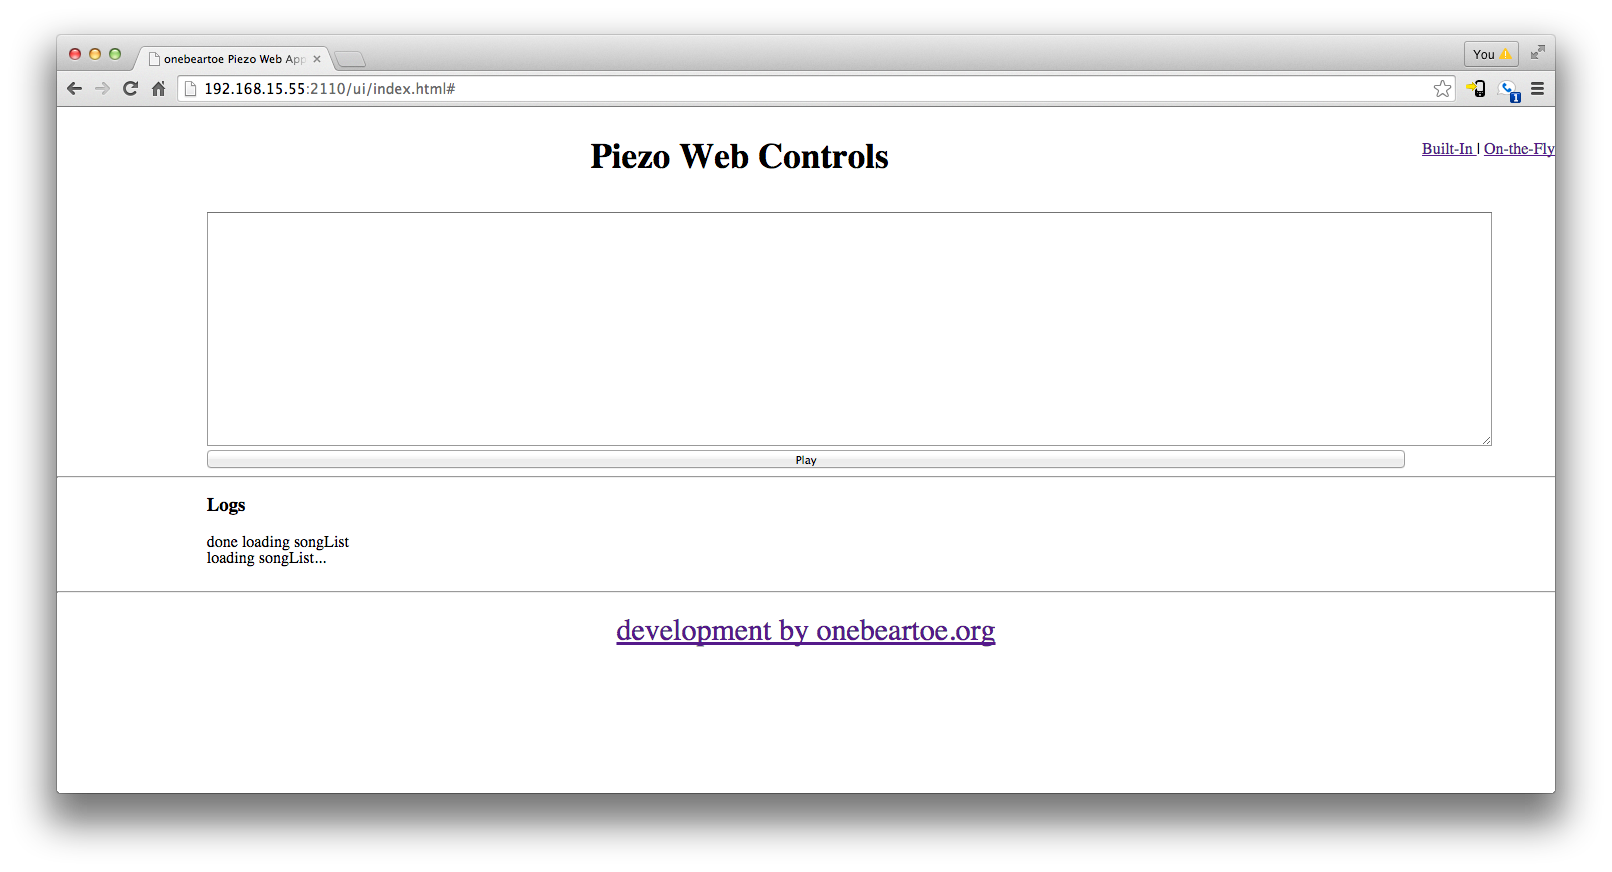 onebeartoe Piezo Web App
You
192.168.15.55:2110/ui/index.html#
1
Piezo Web Controls
Built-In | On-the-Fly
Play
Logs
done loading songList
loading songList...
development by onebeartoe.org